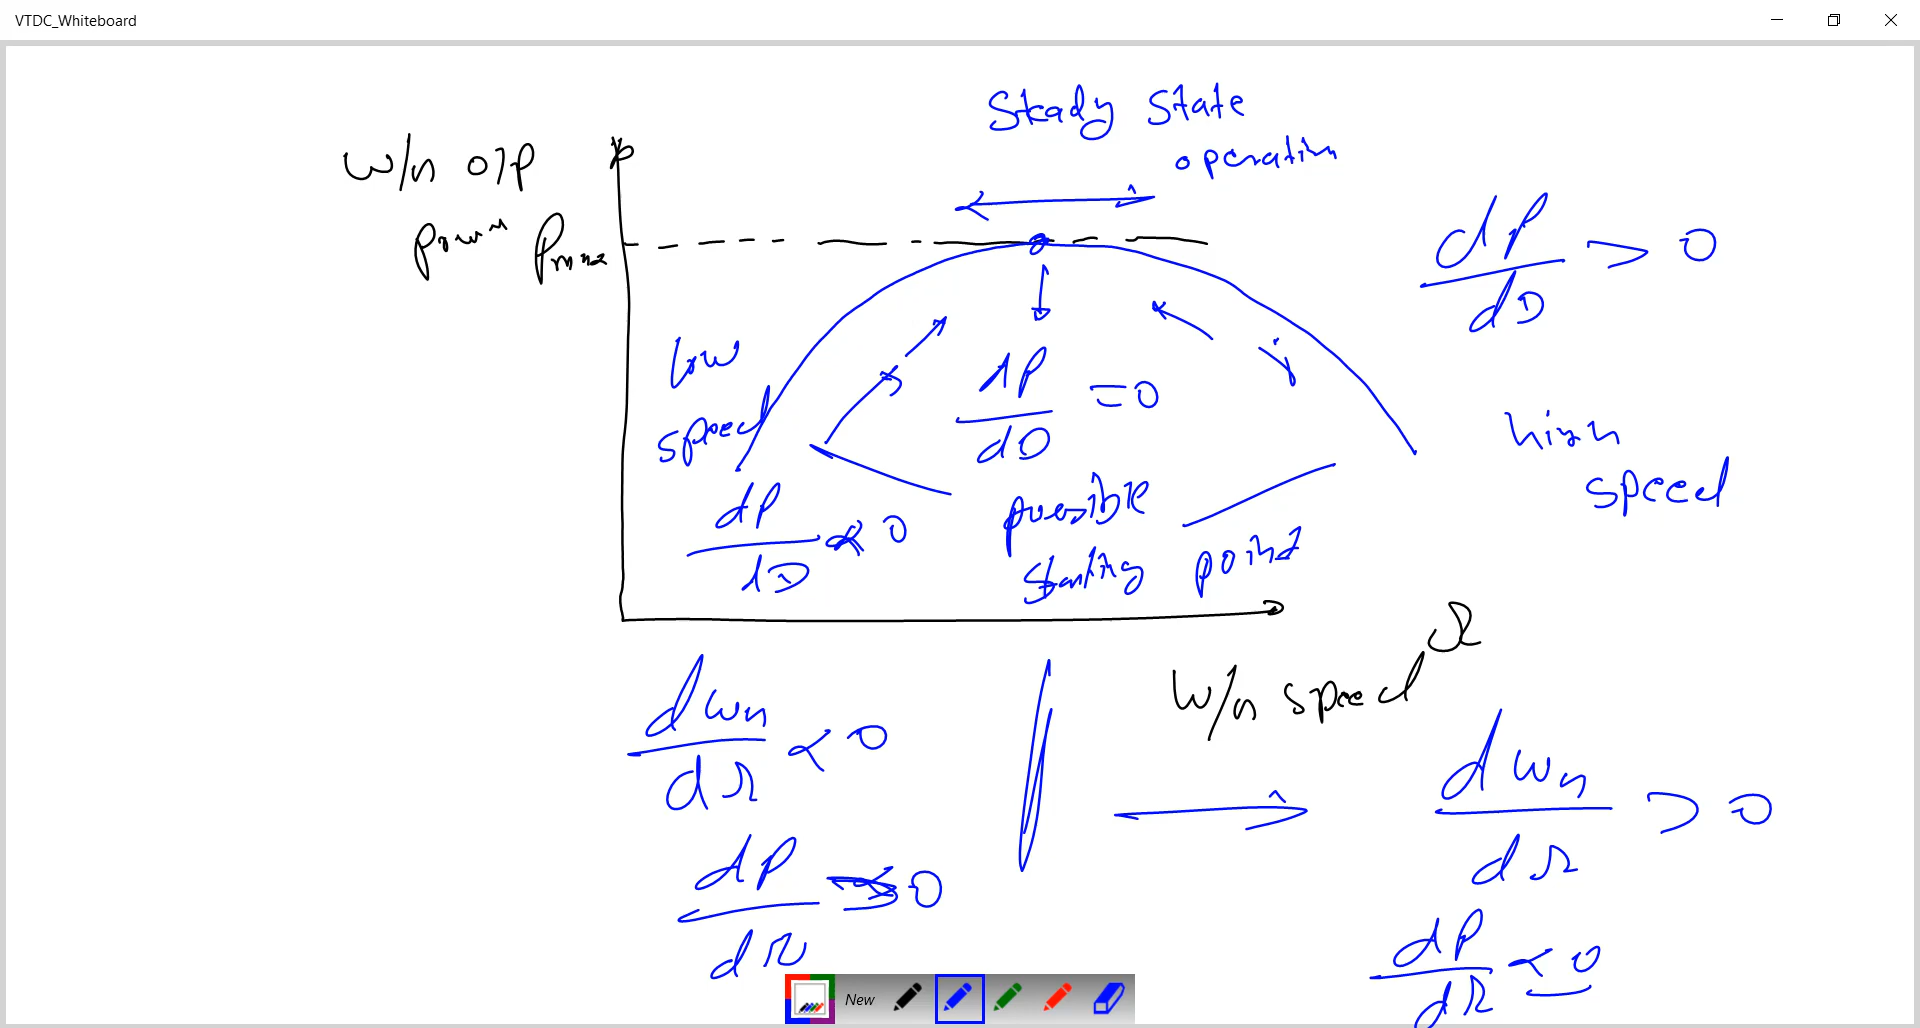 VTDC_Whiteboard
Steady State
operation
w/n o/p
power
P
Pmax
dP/dD > 0
low
speed
dP/dD = 0
high
speed
dP/dD < 0
possible
starting point
Ω
w/n speed
dwn/dΩ < 0
dwn/dΩ > 0
dP/dΩ > 0
dP/dΩ < 0
New